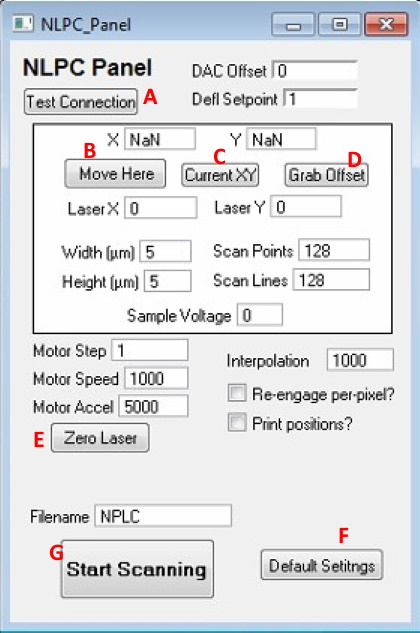 NLPC_Panel
NLPC Panel
DAC Offset 0
Test Connection A
Defl Setpoint 1
X NaN Y NaN
B C D
Move Here Current XY Grab Offset
Laser X 0 Laser Y 0
Width (µm) 5 Scan Points 128
Height (µm) 5 Scan Lines 128
Sample Voltage 0
Motor Step 1
Interpolation 1000
Motor Speed 1000
Re-engage per-pixel?
Motor Accel 5000
Print positions?
E Zero Laser
Filename NPLC
F
G Start Scanning
Default Setitngs